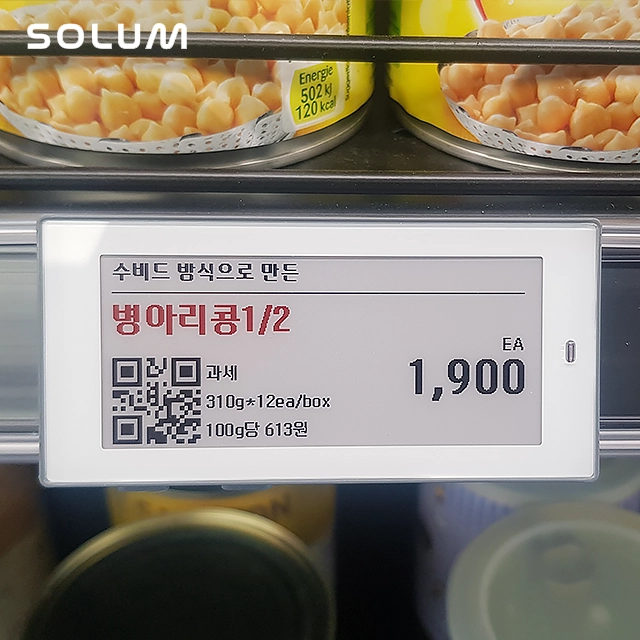 SOLUM
Energie
502 kJ
120 kcal
수비드 방식으로 만든
병아리콩1/2
EA
1,900
과세
310g*12ea/box
100g당 613원